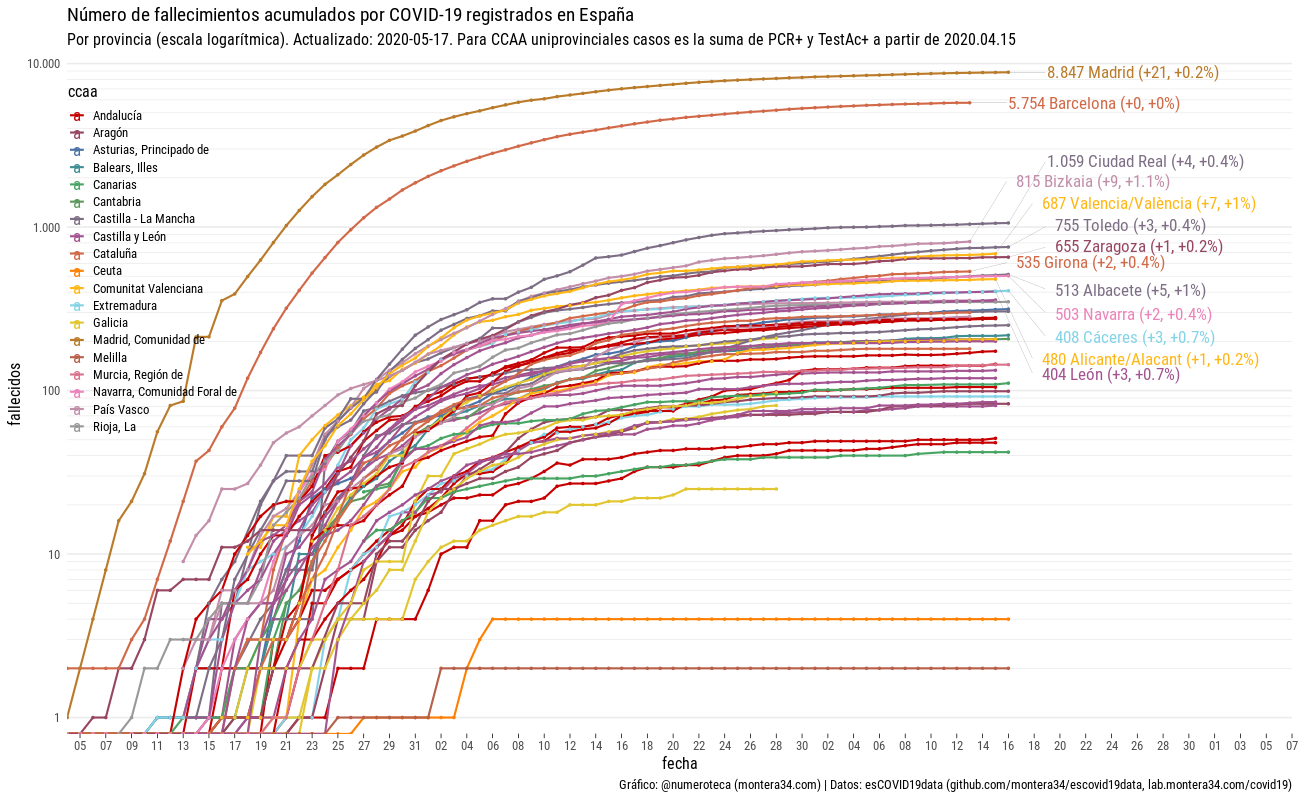 Número de fallecimientos acumulados por COVID-19 registrados en España
Por provincia (escala logarítmica). Actualizado: 2020-05-17. Para CCAA uniprovinciales casos es la suma de PCR+ y TestAc+ a partir de 2020.04.15
10.000
1.000
100
10
1
fallecidos
ccaa
Andalucía
Aragón
Asturias, Principado de
Balears, Illes
Canarias
Cantabria
Castilla - La Mancha
Castilla y León
Cataluña
Ceuta
Comunitat Valenciana
Extremadura
Galicia
Madrid, Comunidad de
Melilla
Murcia, Región de
Navarra, Comunidad Foral de
País Vasco
Rioja, La
8.847 Madrid (+21, +0.2%)
5.754 Barcelona (+0, +0%)
1.059 Ciudad Real (+4, +0.4%)
815 Bizkaia (+9, +1.1%)
687 Valencia/València (+7, +1%)
755 Toledo (+3, +0.4%)
655 Zaragoza (+1, +0.2%)
535 Girona (+2, +0.4%)
513 Albacete (+5, +1%)
503 Navarra (+2, +0.4%)
408 Cáceres (+3, +0.7%)
480 Alicante/Alacant (+1, +0.2%)
404 León (+3, +0.7%)
05 07 09 11 13 15 17 19 21 23 25 27 29 31 02 04 06 08 10 12 14 16 18 20 22 24 26 28 30 02 04 06 08 10 12 14 16 18 20 22 24 26 28 30 01 03 05 07
fecha
Gráfico: @numeroteca (montera34.com) | Datos: esCOVID19data (github.com/montera34/escovid19data, lab.montera34.com/covid19)